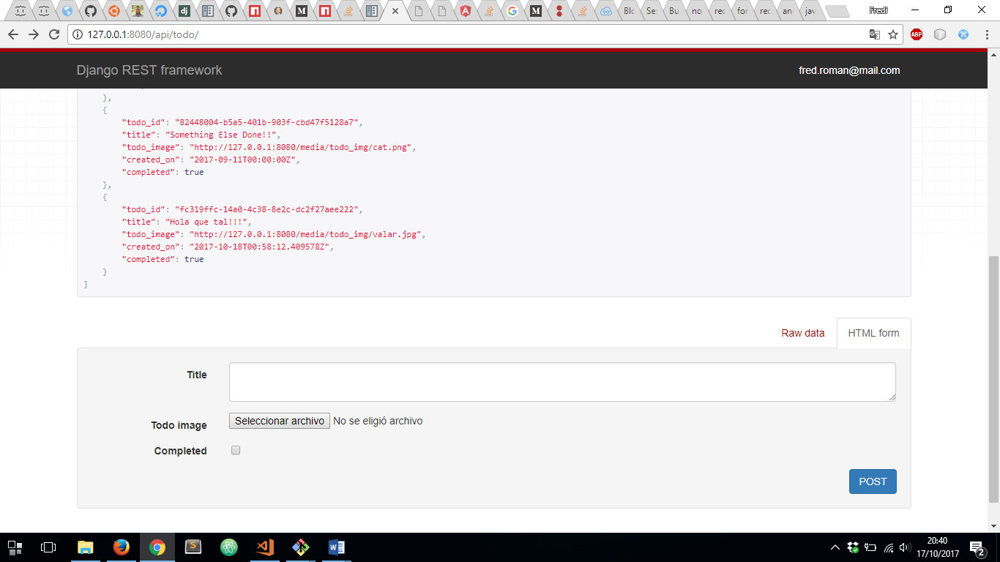 Blo
Se
Bu
no
rec
for
rec
an
jav
Fredi
127.0.0.1:8080/api/todo/
ABP
Django REST framework
fred.roman@mail.com
},
{
"todo_id": "82448004-b5a5-401b-903f-cbd47f5128a7",
"title": "Something Else Done!!",
"todo_image": "http://127.0.0.1:8080/media/todo_img/cat.png",
"created_on": "2017-09-11T00:00:00Z",
"completed": true
},
{
"todo_id": "fc319ffc-14a0-4c38-8e2c-dc2f27aee222",
"title": "Hola que tal!!!",
"todo_image": "http://127.0.0.1:8080/media/todo_img/valar.jpg",
"created_on": "2017-10-18T00:58:12.409578Z",
"completed": true
}
]
Raw data
HTML form
Title
Todo image
Seleccionar archivo No se eligió archivo
Completed
POST
20:40
17/10/2017
2